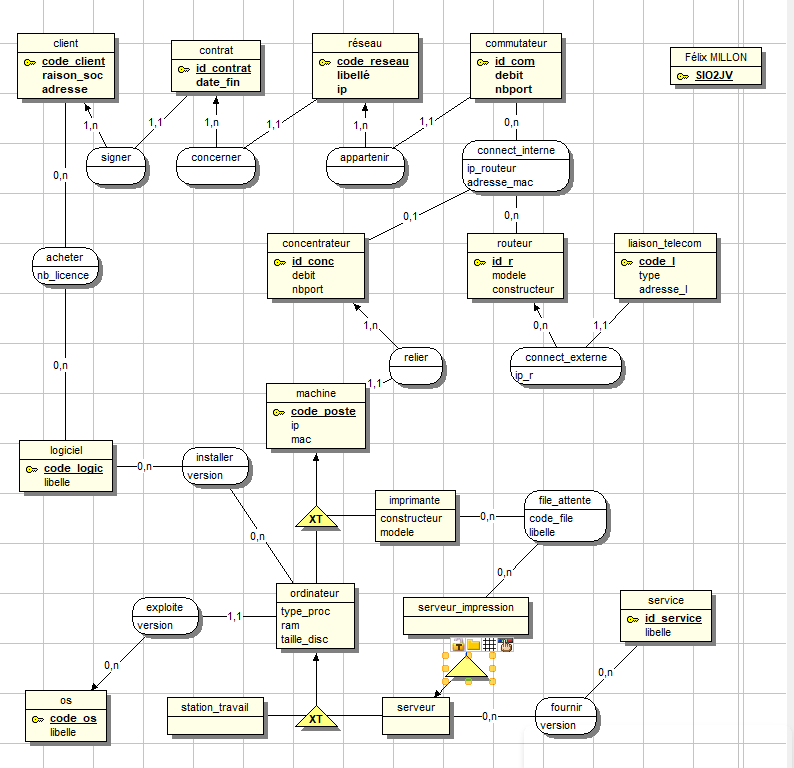 client
code_client
raison_soc
adresse
contrat
id_contrat
date_fin
réseau
code_reseau
libellé
ip
commutateur
id_com
debit
nbport
Félix MILLON
SIO2JV
1,n
1,1
1,n
1,1
1,n
1,1
0,n
signer
concerner
appartenir
connect_interne
ip_routeur
adresse_mac
0,n
0,1
0,n
acheter
nb_licence
concentrateur
id_conc
debit
nbport
routeur
id_r
modele
constructeur
liaison_telecom
code_l
type
adresse_l
0,n
1,n
0,n
1,1
relier
connect_externe
ip_r
1,1
machine
code_poste
ip
mac
logiciel
code_logic
libelle
0,n
installer
version
0,n
XT
imprimante
constructeur
modele
0,n
file_attente
code_file
libelle
0,n
exploite
version
1,1
ordinateur
type_proc
ram
taille_disc
serveur_impression
service
id_service
libelle
0,n
0,n
os
code_os
libelle
station_travail
XT
serveur
0,n
fournir
version